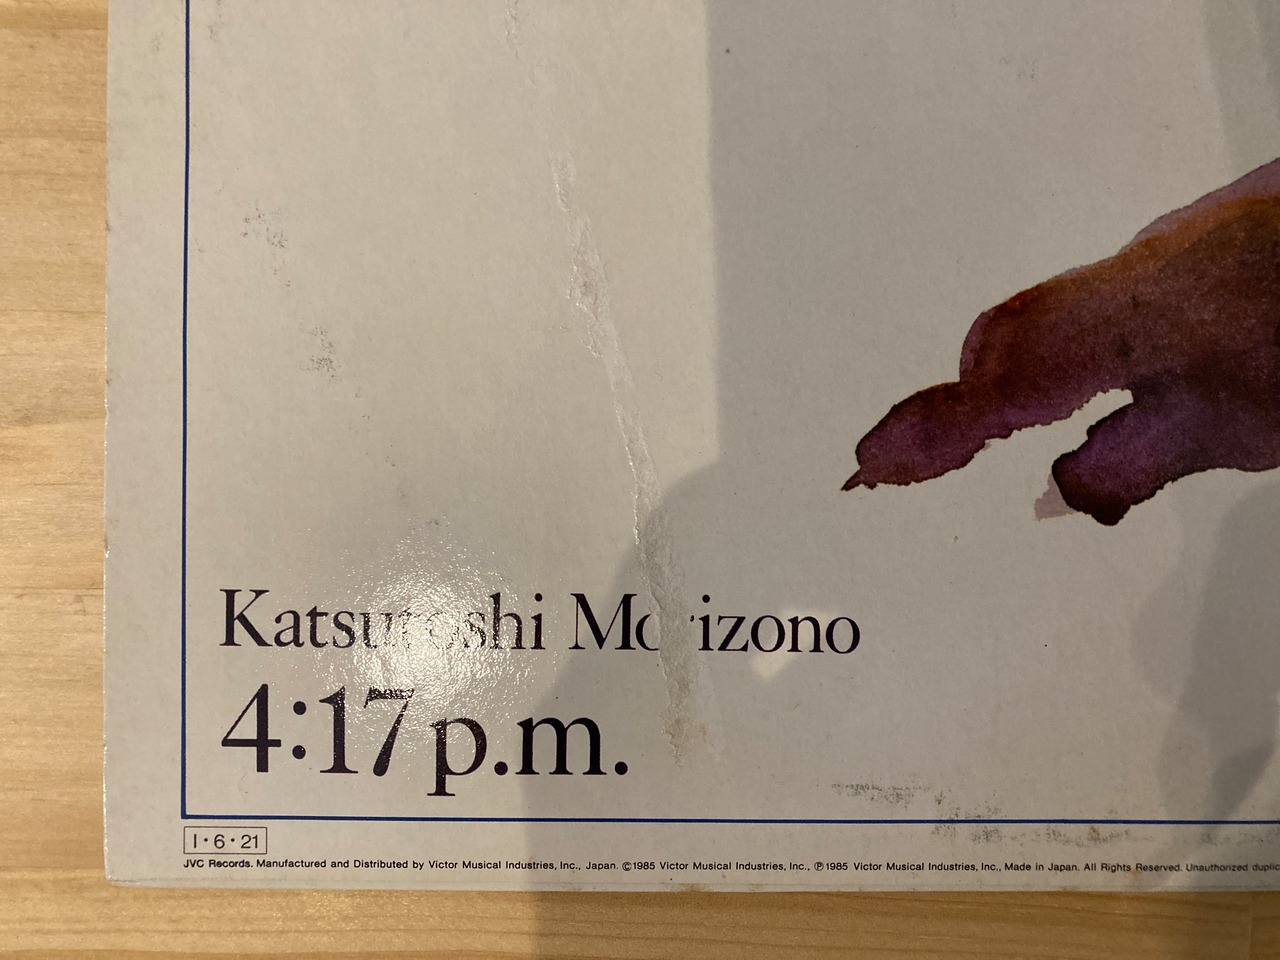 Katsutoshi Morizono
4:17 p.m.
I・6・21
JVC Records. Manufactured and Distributed by Victor Musical Industries, Inc., Japan. ©1985 Victor Musical Industries, Inc., ℗1985 Victor Musical Industries, Inc., Made in Japan. All Rights Reserved. Unauthorized